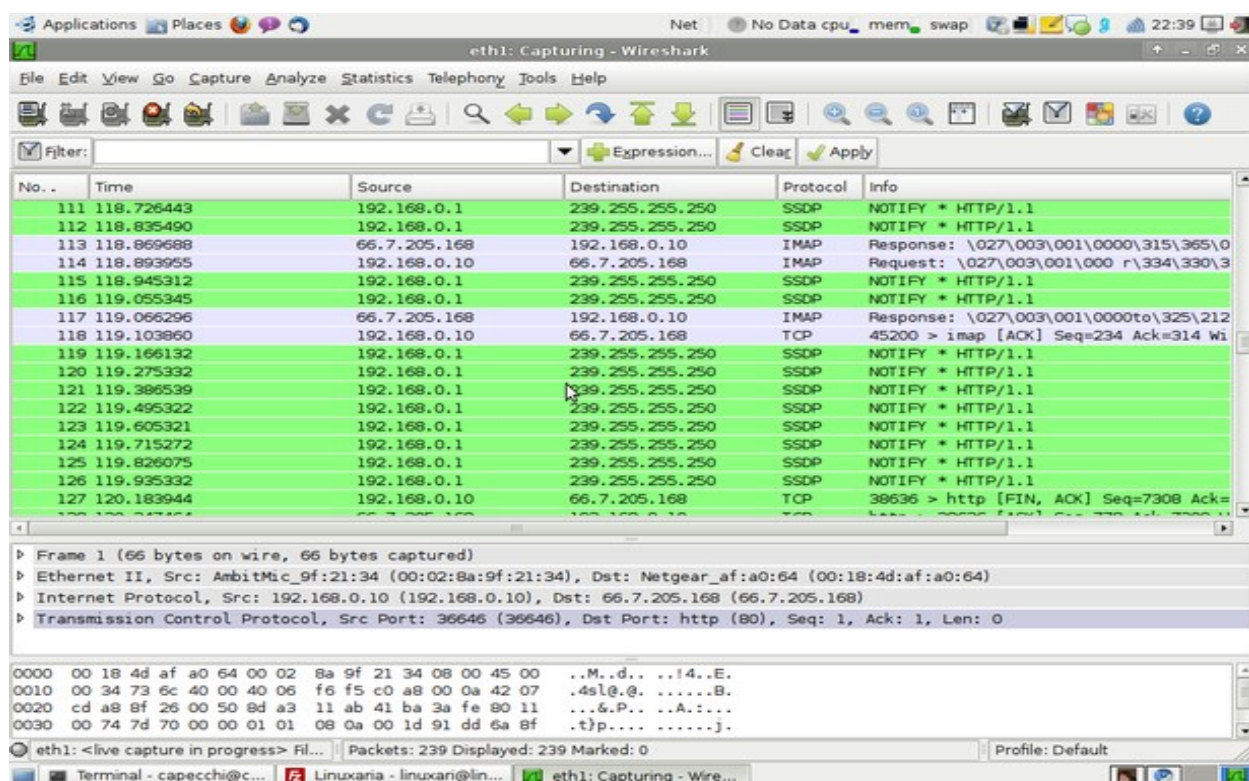 Applications Places Net No Data cpu mem swap 22:39
eth1: Capturing - Wireshark
File Edit View Go Capture Analyze Statistics Telephony Tools Help
Filter: Expression... Clear Apply
No. . Time Source Destination Protocol Info
111 118.726443 192.168.0.1 239.255.255.250 SSDP NOTIFY * HTTP/1.1
112 118.835490 192.168.0.1 239.255.255.250 SSDP NOTIFY * HTTP/1.1
113 118.869688 66.7.205.168 192.168.0.10 IMAP Response: \027\003\001\0000\315\365\0
114 118.893955 192.168.0.10 66.7.205.168 IMAP Request: \027\003\001\000 r\334\330\3
115 118.945312 192.168.0.1 239.255.255.250 SSDP NOTIFY * HTTP/1.1
116 119.055345 192.168.0.1 239.255.255.250 SSDP NOTIFY * HTTP/1.1
117 119.066296 66.7.205.168 192.168.0.10 IMAP Response: \027\003\001\0000to\325\212
118 119.103860 192.168.0.10 66.7.205.168 TCP 45200 > imap [ACK] Seq=234 Ack=314 Wi
119 119.166132 192.168.0.1 239.255.255.250 SSDP NOTIFY * HTTP/1.1
120 119.275332 192.168.0.1 239.255.255.250 SSDP NOTIFY * HTTP/1.1
121 119.386539 192.168.0.1 239.255.255.250 SSDP NOTIFY * HTTP/1.1
122 119.495322 192.168.0.1 239.255.255.250 SSDP NOTIFY * HTTP/1.1
123 119.605321 192.168.0.1 239.255.255.250 SSDP NOTIFY * HTTP/1.1
124 119.715272 192.168.0.1 239.255.255.250 SSDP NOTIFY * HTTP/1.1
125 119.826075 192.168.0.1 239.255.255.250 SSDP NOTIFY * HTTP/1.1
126 119.935332 192.168.0.1 239.255.255.250 SSDP NOTIFY * HTTP/1.1
127 120.183944 192.168.0.10 66.7.205.168 TCP 38636 > http [FIN, ACK] Seq=7308 Ack=
Frame 1 (66 bytes on wire, 66 bytes captured)
Ethernet II, Src: AmbitMic_9f:21:34 (00:02:8a:9f:21:34), Dst: Netgear_af:a0:64 (00:18:4d:af:a0:64)
Internet Protocol, Src: 192.168.0.10 (192.168.0.10), Dst: 66.7.205.168 (66.7.205.168)
Transmission Control Protocol, Src Port: 36646 (36646), Dst Port: http (80), Seq: 1, Ack: 1, Len: 0
0000 00 18 4d af a0 64 00 02 8a 9f 21 34 08 00 45 00 ..M..d.. ..!4..E.
0010 00 34 73 6c 40 00 40 06 f6 f5 c0 a8 00 0a 42 07 .4sl@.@. ......B.
0020 cd a8 8f 26 00 50 8d a3 11 ab 41 ba 3a fe 80 11 ...&.P.. ..A.:...
0030 00 74 7d 70 00 00 01 01 08 0a 00 1d 91 dd 6a 8f .t}p.... ......j.
eth1: <live capture in progress> Fil... Packets: 239 Displayed: 239 Marked: 0 Profile: Default
Terminal - capecchi@c... Linuxaria - linuxari@lin... eth1: Capturing - Wire...